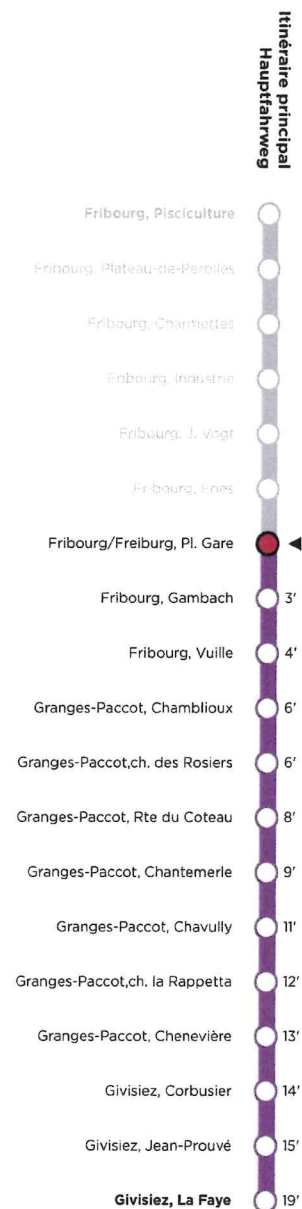 Itinéraire principal
Hauptfahrweg
Fribourg, Pisciculture
Fribourg, Plateau-de-Pérolles
Fribourg, Charmettes
Fribourg, Industrie
Fribourg, J. Vogt
Fribourg, Fries
Fribourg/Freiburg, Pl. Gare
Fribourg, Gambach 3'
Fribourg, Vuille 4'
Granges-Paccot, Chamblioux 6'
Granges-Paccot,ch. des Rosiers 6'
Granges-Paccot, Rte du Coteau 8'
Granges-Paccot, Chantemerle 9'
Granges-Paccot, Chavully 11'
Granges-Paccot,ch. la Rappetta 12'
Granges-Paccot, Chenevière 13'
Givisiez, Corbusier 14'
Givisiez, Jean-Prouvé 15'
Givisiez, La Faye 19'